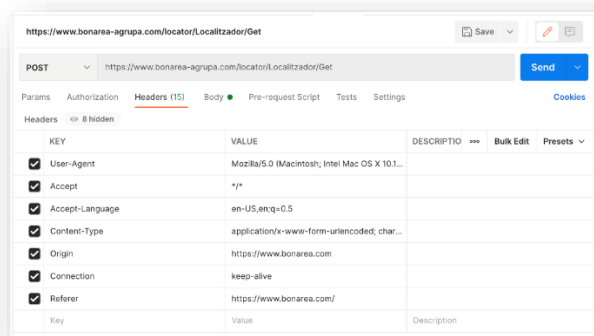 https://www.bonarea-agrupa.com/locator/Localitzador/Get Save
POST https://www.bonarea-agrupa.com/locator/Localitzador/Get Send
Params Authorization Headers (15) Body Pre-request Script Tests Settings Cookies
Headers 8 hidden
KEY VALUE DESCRIPTIO Bulk Edit Presets
User-Agent Mozilla/5.0 (Macintosh; Intel Mac OS X 10.1...
Accept */*
Accept-Language en-US,en;q=0.5
Content-Type application/x-www-form-urlencoded; char...
Origin https://www.bonarea.com
Connection keep-alive
Referer https://www.bonarea.com/
Key Value Description